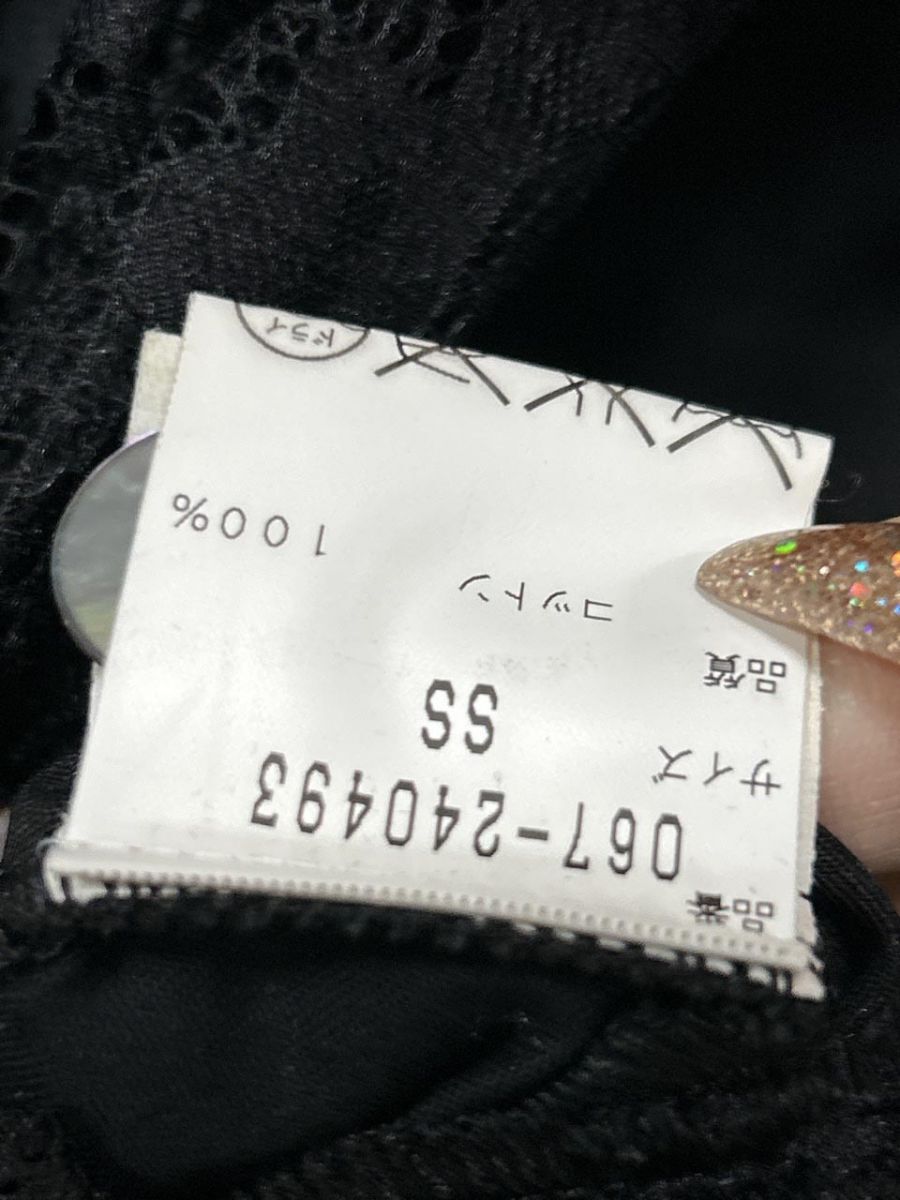 品番
067-240493
サイズ SS
品質
コットン 100%
ドライ